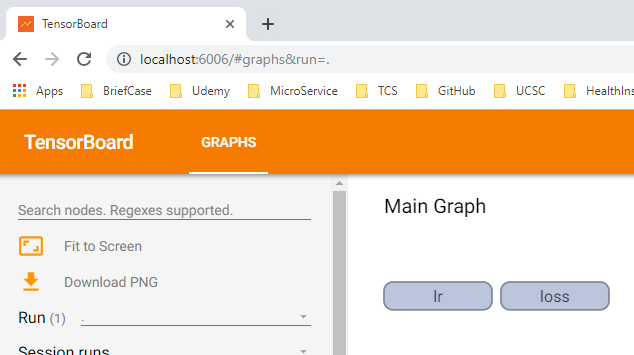 TensorBoard
localhost:6006/#graphs&run=.
Apps BriefCase Udemy MicroService TCS GitHub UCSC HealthIns
TensorBoard GRAPHS
Search nodes. Regexes supported.
Main Graph
Fit to Screen
Download PNG
lr loss
Run (1) .
Session runs